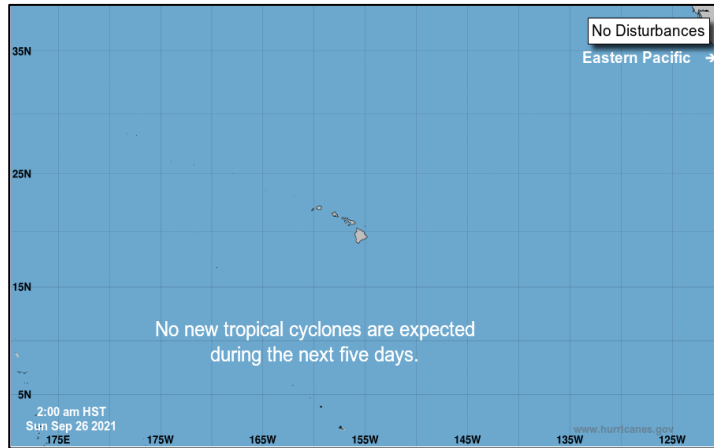 No Disturbances
35N
Eastern Pacific →
25N
15N
No new tropical cyclones are expected
during the next five days.
5N
2:00 am HST
Sun Sep 26 2021
www.hurricanes.gov
175E 175W 165W 155W 145W 135W 125W